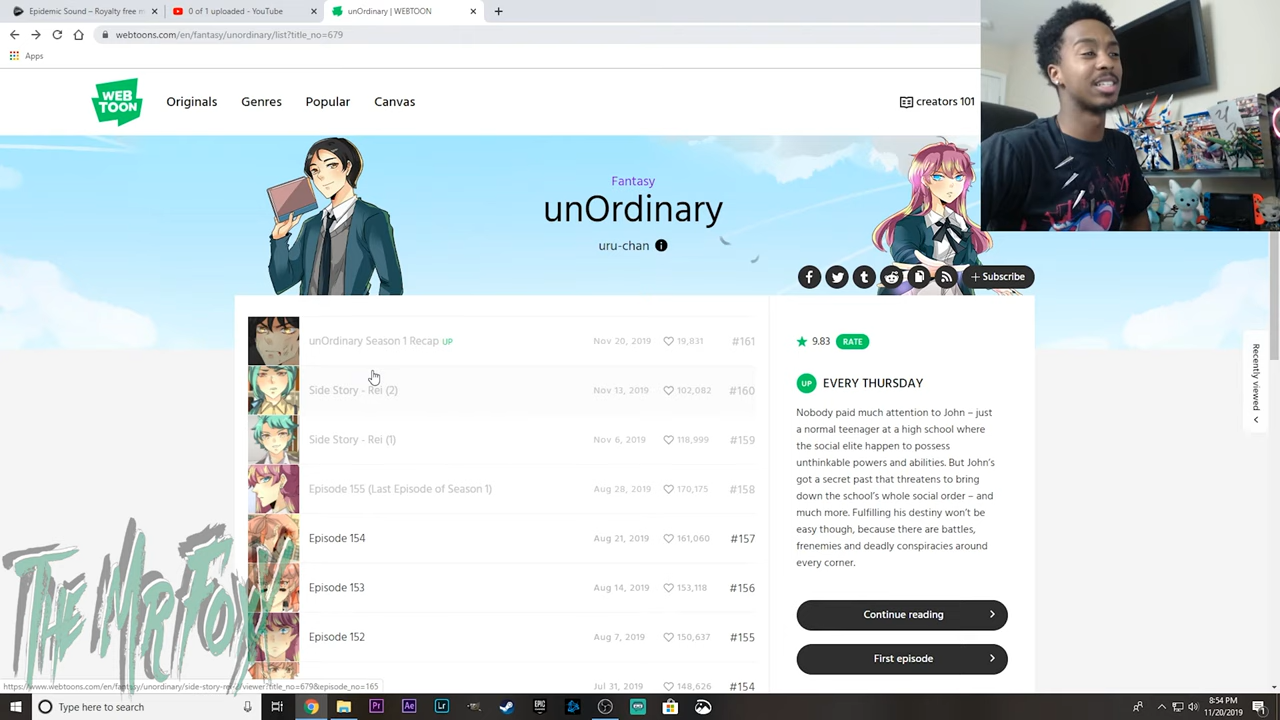 Epidemic Sound – Royalty free m
0 of 1 uploaded - YouTube
unOrdinary | WEBTOON
webtoons.com/en/fantasy/unordinary/list?title_no=679
Apps
WEB
TOON
Originals
Genres
Popular
Canvas
creators 101
Fantasy
unOrdinary
uru-chan
+ Subscribe
unOrdinary Season 1 Recap UP
Nov 20, 2019
19,831
#161
Side Story - Rei (2)
Nov 13, 2019
102,082
#160
Side Story - Rei (1)
Nov 6, 2019
118,999
#159
Episode 155 (Last Episode of Season 1)
Aug 28, 2019
170,175
#158
Episode 154
Aug 21, 2019
161,060
#157
Episode 153
Aug 14, 2019
153,118
#156
Episode 152
Aug 7, 2019
150,637
#155
Jul 31, 2019
148,626
#154
9.83 RATE
UP EVERY THURSDAY
Nobody paid much attention to John – just
a normal teenager at a high school where
the social elite happen to possess
unthinkable powers and abilities. But John's
got a secret past that threatens to bring
down the school's whole social order – and
much more. Fulfilling his destiny won't be
easy though, because there are battles,
frenemies and deadly conspiracies around
every corner.
Continue reading
First episode
Recently viewed
THE MR FOXX
Type here to search
8:54 PM
11/20/2019